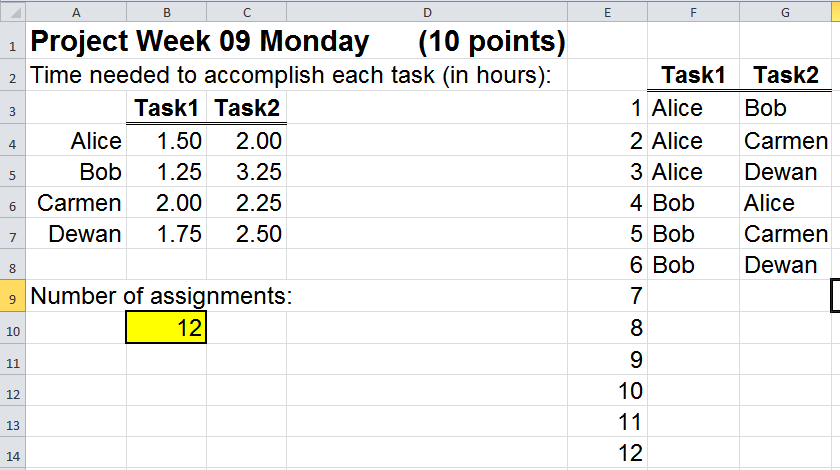 A B C D E F G
1 Project Week 09 Monday (10 points)
2 Time needed to accomplish each task (in hours): Task1 Task2
3 Task1 Task2 1 Alice Bob
4 Alice 1.50 2.00 2 Alice Carmen
5 Bob 1.25 3.25 3 Alice Dewan
6 Carmen 2.00 2.25 4 Bob Alice
7 Dewan 1.75 2.50 5 Bob Carmen
8 6 Bob Dewan
9 Number of assignments: 7
10 12 8
11 9
12 10
13 11
14 12